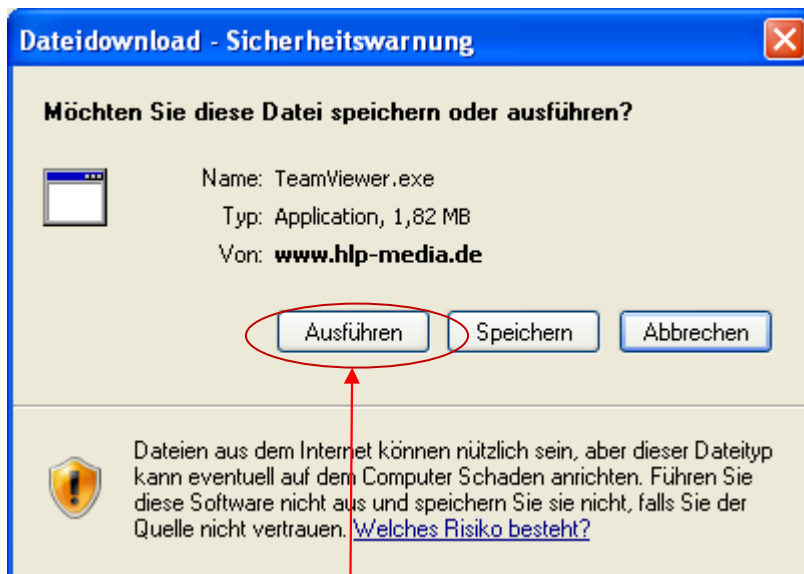 Dateidownload - Sicherheitswarnung
Möchten Sie diese Datei speichern oder ausführen?
Name: TeamViewer.exe
Typ: Application, 1,82 MB
Von: www.hlp-media.de
Ausführen Speichern Abbrechen
Dateien aus dem Internet können nützlich sein, aber dieser Dateityp
kann eventuell auf dem Computer Schaden anrichten. Führen Sie
diese Software nicht aus und speichern Sie sie nicht, falls Sie der
Quelle nicht vertrauen. Welches Risiko besteht?